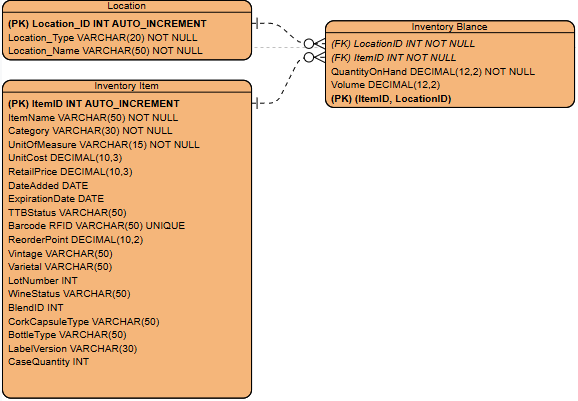 Location
(PK) Location_ID INT AUTO_INCREMENT
Location_Type VARCHAR(20) NOT NULL
Location_Name VARCHAR(50) NOT NULL
Inventory Blance
(FK) LocationID INT NOT NULL
(FK) ItemID INT NOT NULL
QuantityOnHand DECIMAL(12,2) NOT NULL
Volume DECIMAL(12,2)
(PK) (ItemID, LocationID)
Inventory Item
(PK) ItemID INT AUTO_INCREMENT
ItemName VARCHAR(50) NOT NULL
Category VARCHAR(30) NOT NULL
UnitOfMeasure VARCHAR(15) NOT NULL
UnitCost DECIMAL(10,3)
RetailPrice DECIMAL(10,3)
DateAdded DATE
ExpirationDate DATE
TTBStatus VARCHAR(50)
Barcode RFID VARCHAR(50) UNIQUE
ReorderPoint DECIMAL(10,2)
Vintage VARCHAR(50)
Varietal VARCHAR(50)
LotNumber INT
WineStatus VARCHAR(50)
BlendID INT
CorkCapsuleType VARCHAR(50)
BottleType VARCHAR(50)
LabelVersion VARCHAR(30)
CaseQuantity INT